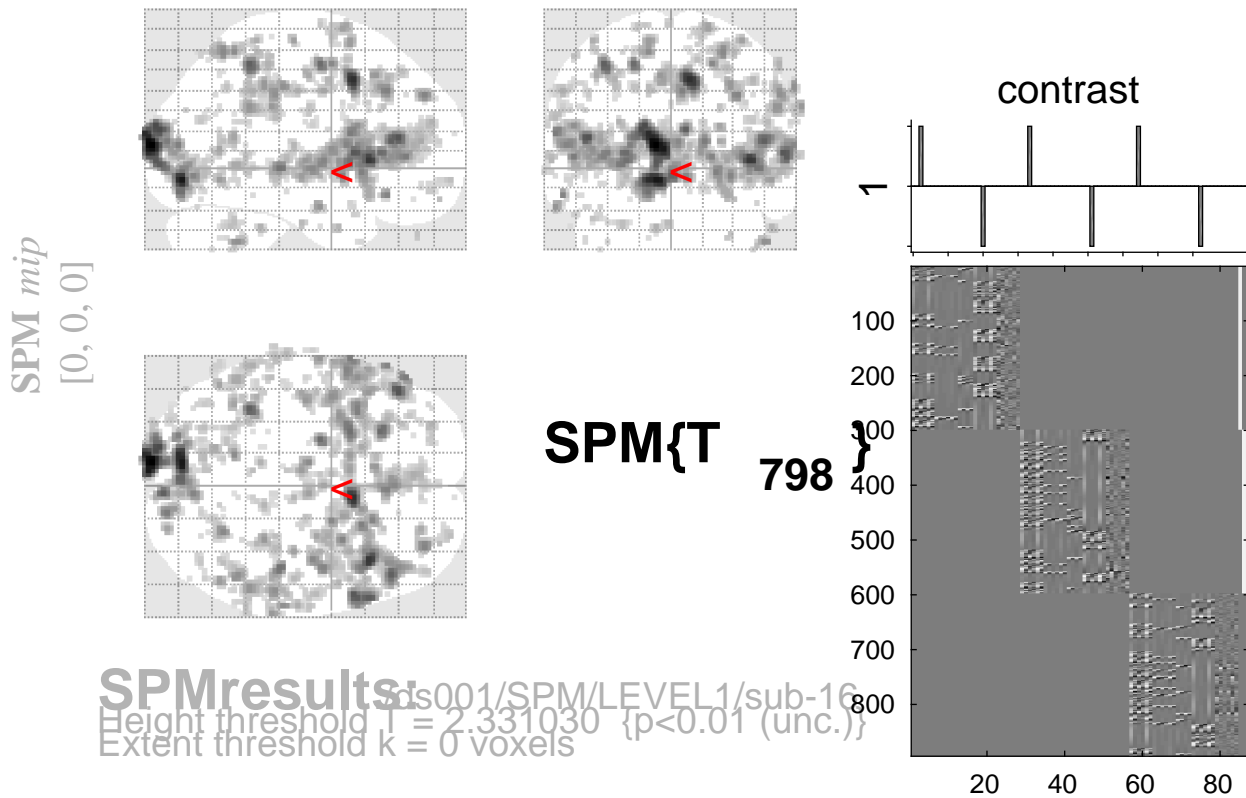 SPM mip
[0, 0, 0]
<
<
<
contrast
1
SPM{T798}
100
200
300
400
500
600
700
800
20 40 60 80
SPMresults: /ds001/SPM/LEVEL1/sub-16
Height threshold T = 2.331030 {p<0.01 (unc.)}
Extent threshold k = 0 voxels